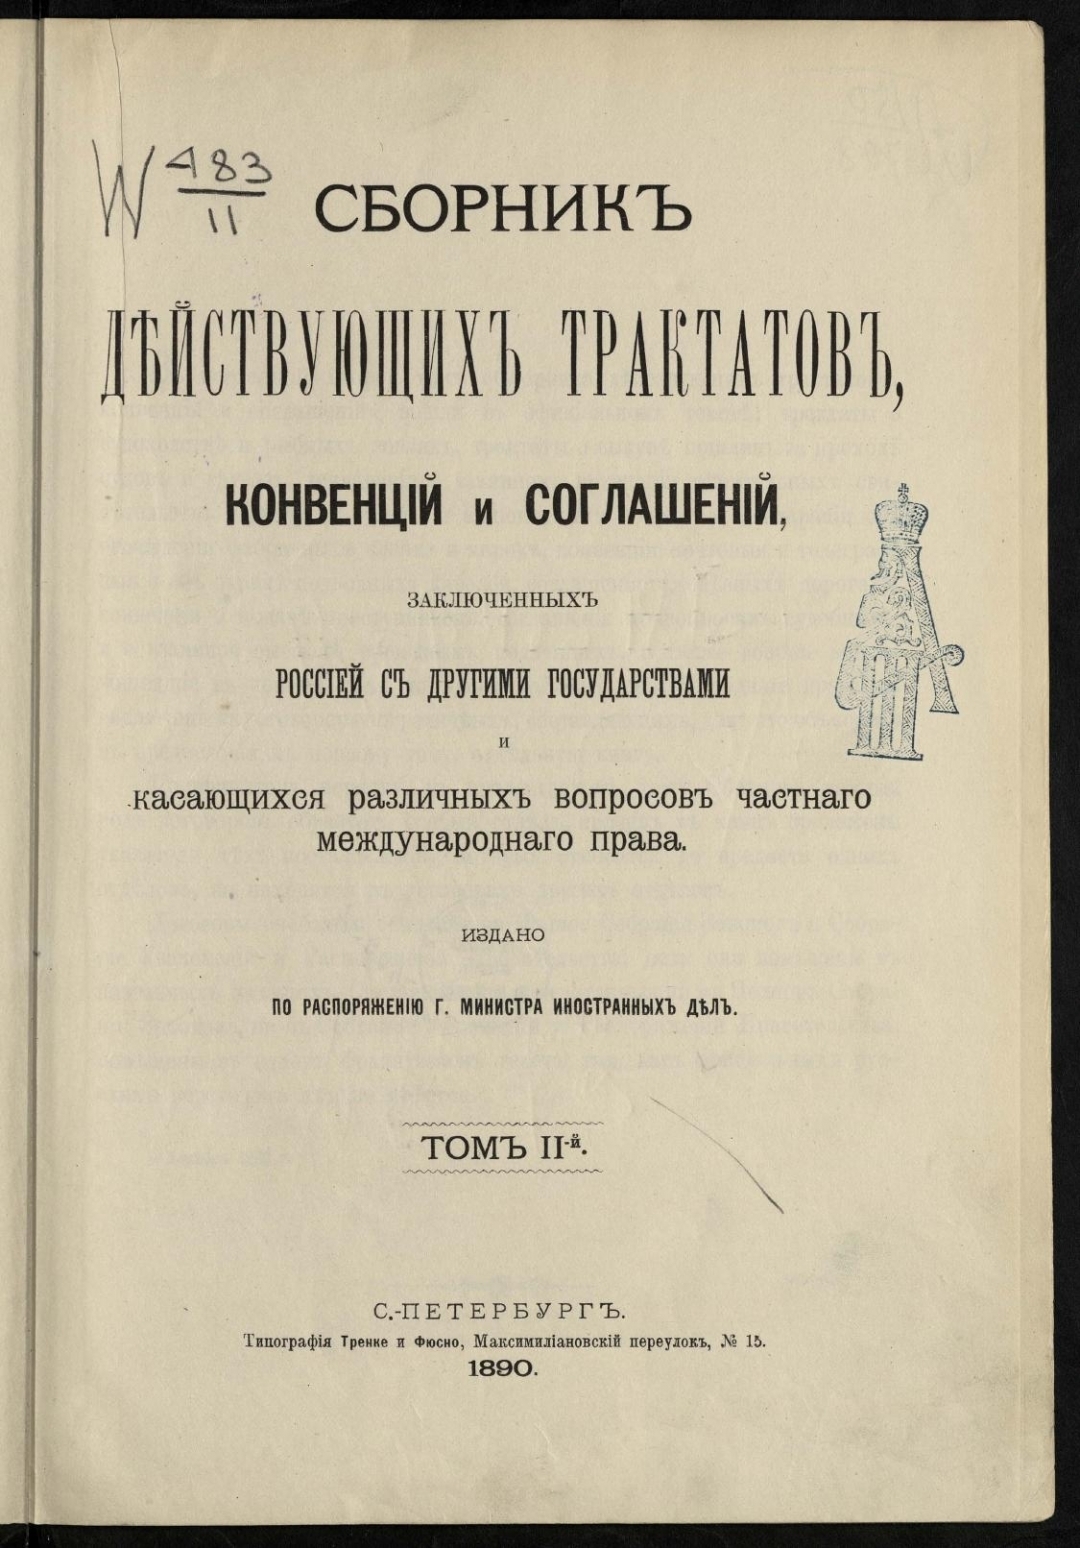 W 483
11
СБОРНИКЪ
ДѢЙСТВУЮЩИХЪ ТРАКТАТОВЪ,
КОНВЕНЦІЙ и СОГЛАШЕНІЙ,
ЗАКЛЮЧЕННЫХЪ
РОССІЕЙ СЪ ДРУГИМИ ГОСУДАРСТВАМИ
И
касающихся различныхъ вопросовъ частнаго
международнаго права.
ИЗДАНО
ПО РАСПОРЯЖЕНІЮ Г. МИНИСТРА ИНОСТРАННЫХЪ ДѢЛЪ.
ТОМЪ II-й.
С.-ПЕТЕРБУРГЪ.
Типографія Тренке и Фюсно, Максимиліановскій переулокъ, № 15.
1890.